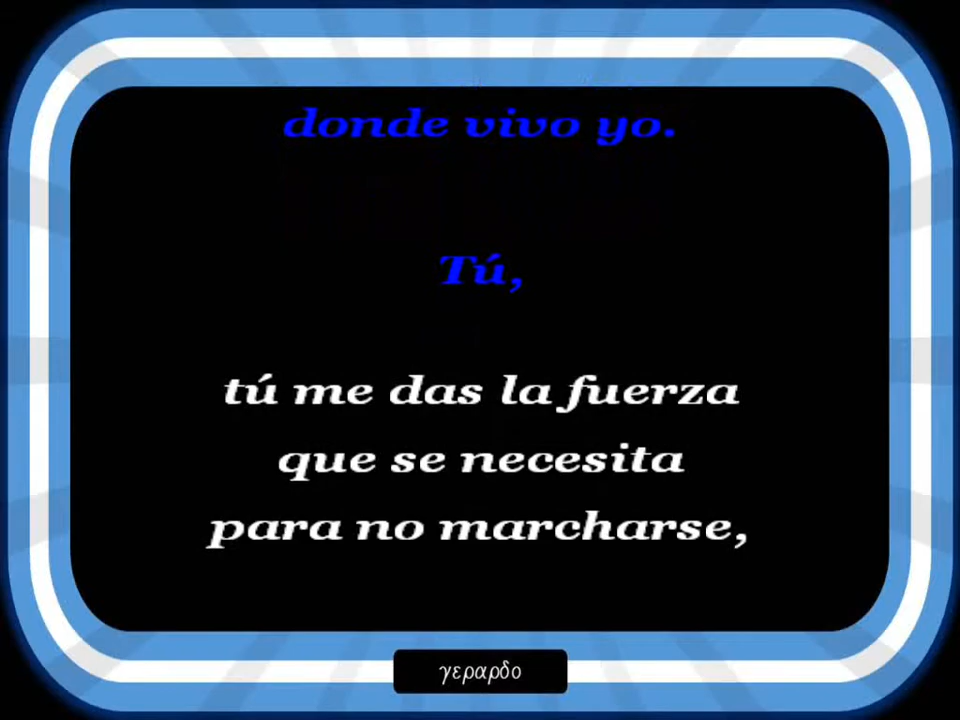 donde vivo yo.
Tú,
tú me das la fuerza
que se necesita
para no marcharse,
γεραρδο